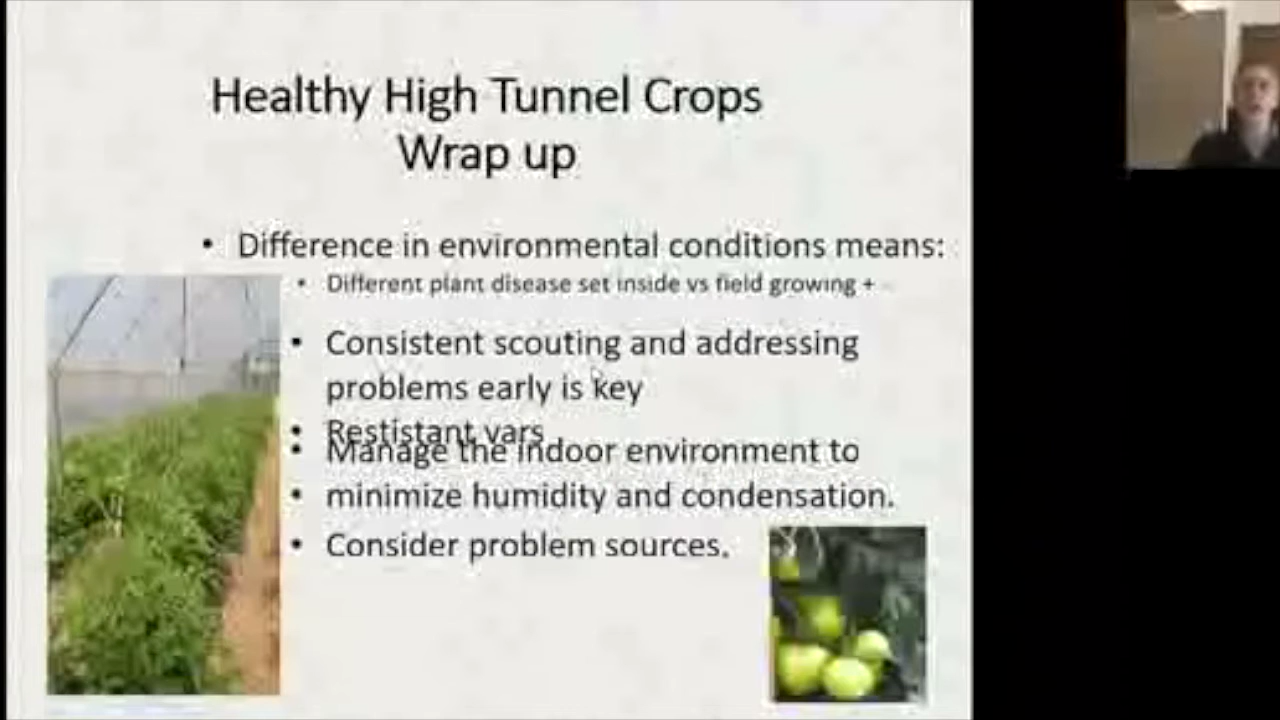 Healthy High Tunnel Crops
Wrap up
• Difference in environmental conditions means:
• Different plant disease set inside vs field growing +
• Consistent scouting and addressing
problems early is key
• Restistant vars
• Manage the indoor environment to
• minimize humidity and condensation.
• Consider problem sources.